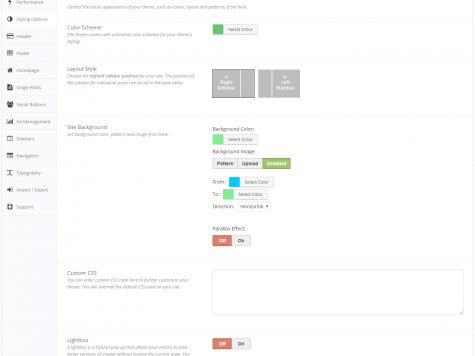 Performance
Control the visual appearance of your theme, such as colors, layout and patterns, from here.
Styling Options
Header
Footer
Homepage
Single Posts
Social Buttons
Ad Management
Sidebars
Navigation
Typography
Import / Export
Support
Color Scheme
The theme comes with unlimited color schemes for your theme's
styling.
Select Color
Layout Style
Choose the default sidebar position for your site. The position of
the sidebar for individual posts can be set in the post editor.
Right
Sidebar
Left
Sidebar
Site Background
Set background color, pattern and image from here.
Background Color:
Select Color
Background Image:
Pattern Upload Gradient
From: Select Color
To: Select Color
Direction: Horizontal
Parallax Effect
Off On
Custom CSS
You can enter custom CSS code here to further customize your
theme. This will override the default CSS used on your site.
Lightbox
A lightbox is a stylized pop-up that allows your visitors to view
larger versions of images without leaving the current page. You
Off On